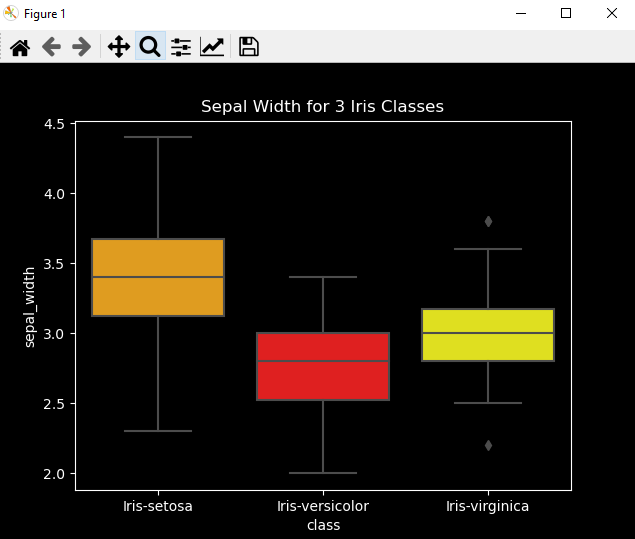 Figure 1
Sepal Width for 3 Iris Classes
4.5
4.0
3.5
3.0
2.5
2.0
sepal_width
Iris-setosa Iris-versicolor Iris-virginica
class